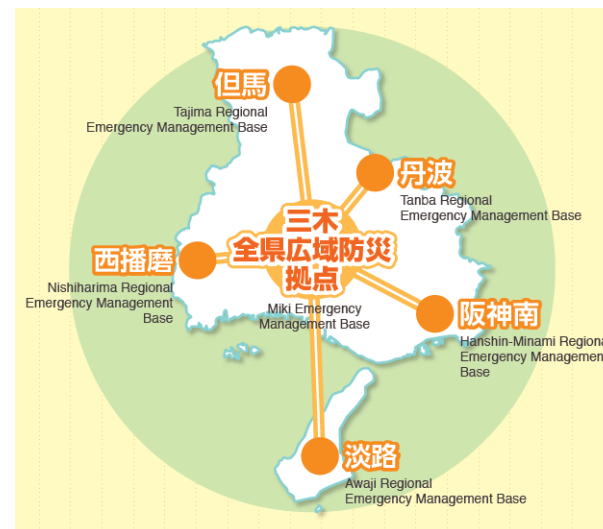 但馬
Tajima Regional
Emergency Management Base
丹波
Tanba Regional
Emergency Management Base
三木
全県広域防災
拠点
Miki Emergency
Management Base
西播磨
Nishiharima Regional
Emergency Management
Base
阪神南
Hanshin-Minami Regiona
Emergency Management
Base
淡路
Awaji Regional
Emergency Management Base